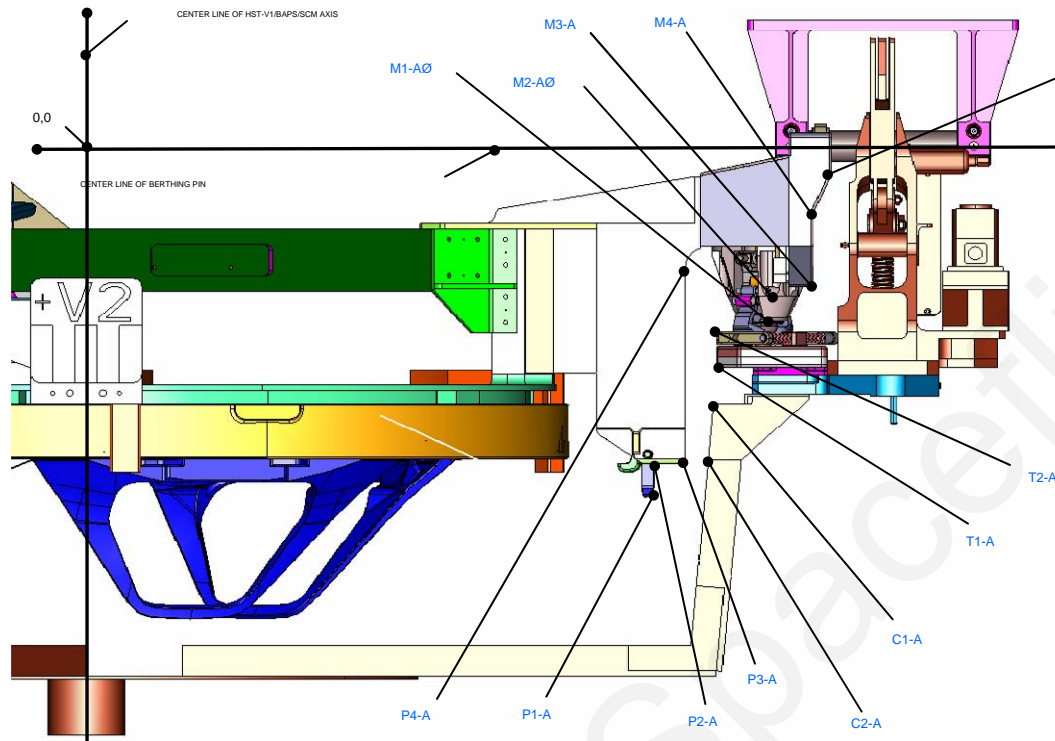 CENTER LINE OF HST-V1/BAPS/SCM AXIS
M3-A
M4-A
M1-AØ
M2-AØ
0,0
CENTER LINE OF BERTHING PIN
+V2
T2-A
T1-A
C1-A
P3-A
P4-A
P1-A
P2-A
C2-A
Spacefl